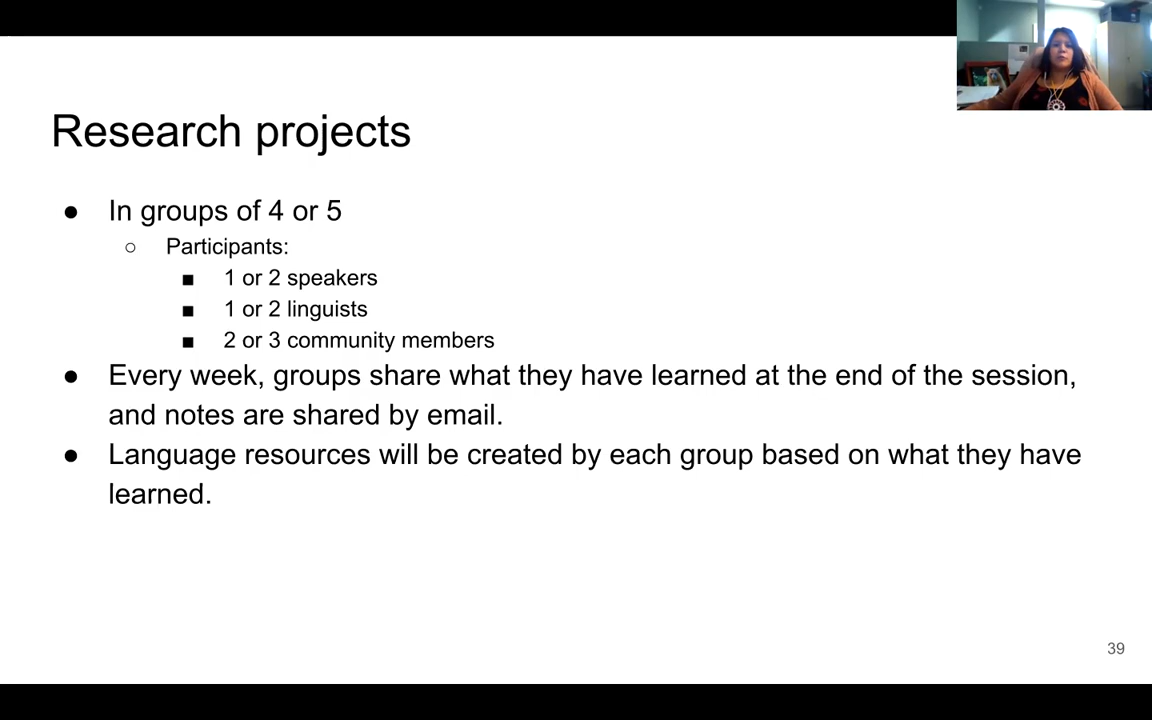 Research projects
● In groups of 4 or 5
○ Participants:
■ 1 or 2 speakers
■ 1 or 2 linguists
■ 2 or 3 community members
● Every week, groups share what they have learned at the end of the session,
and notes are shared by email.
● Language resources will be created by each group based on what they have
learned.
39